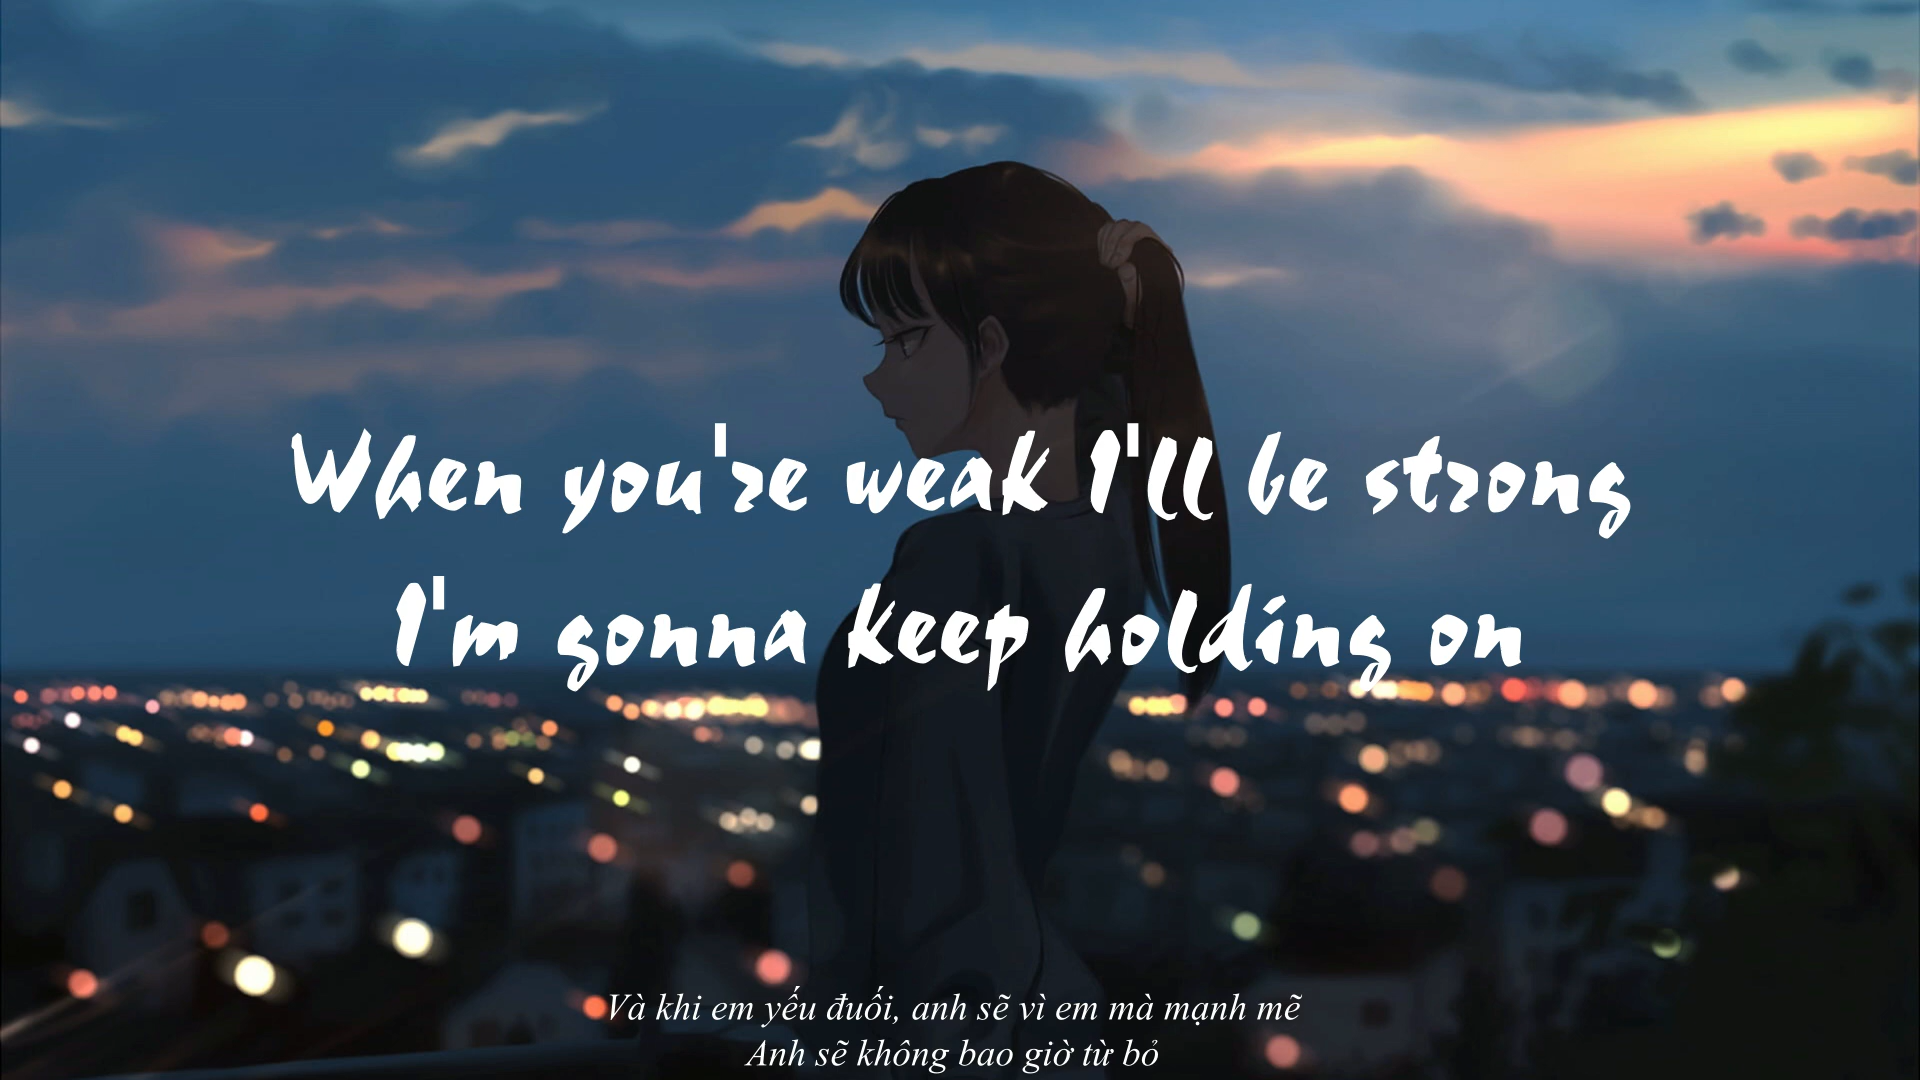 When you're weak I'll be strong
I'm gonna keep holding on
Và khi em yếu đuối, anh sẽ vì em mà mạnh mẽ
Anh sẽ không bao giờ từ bỏ